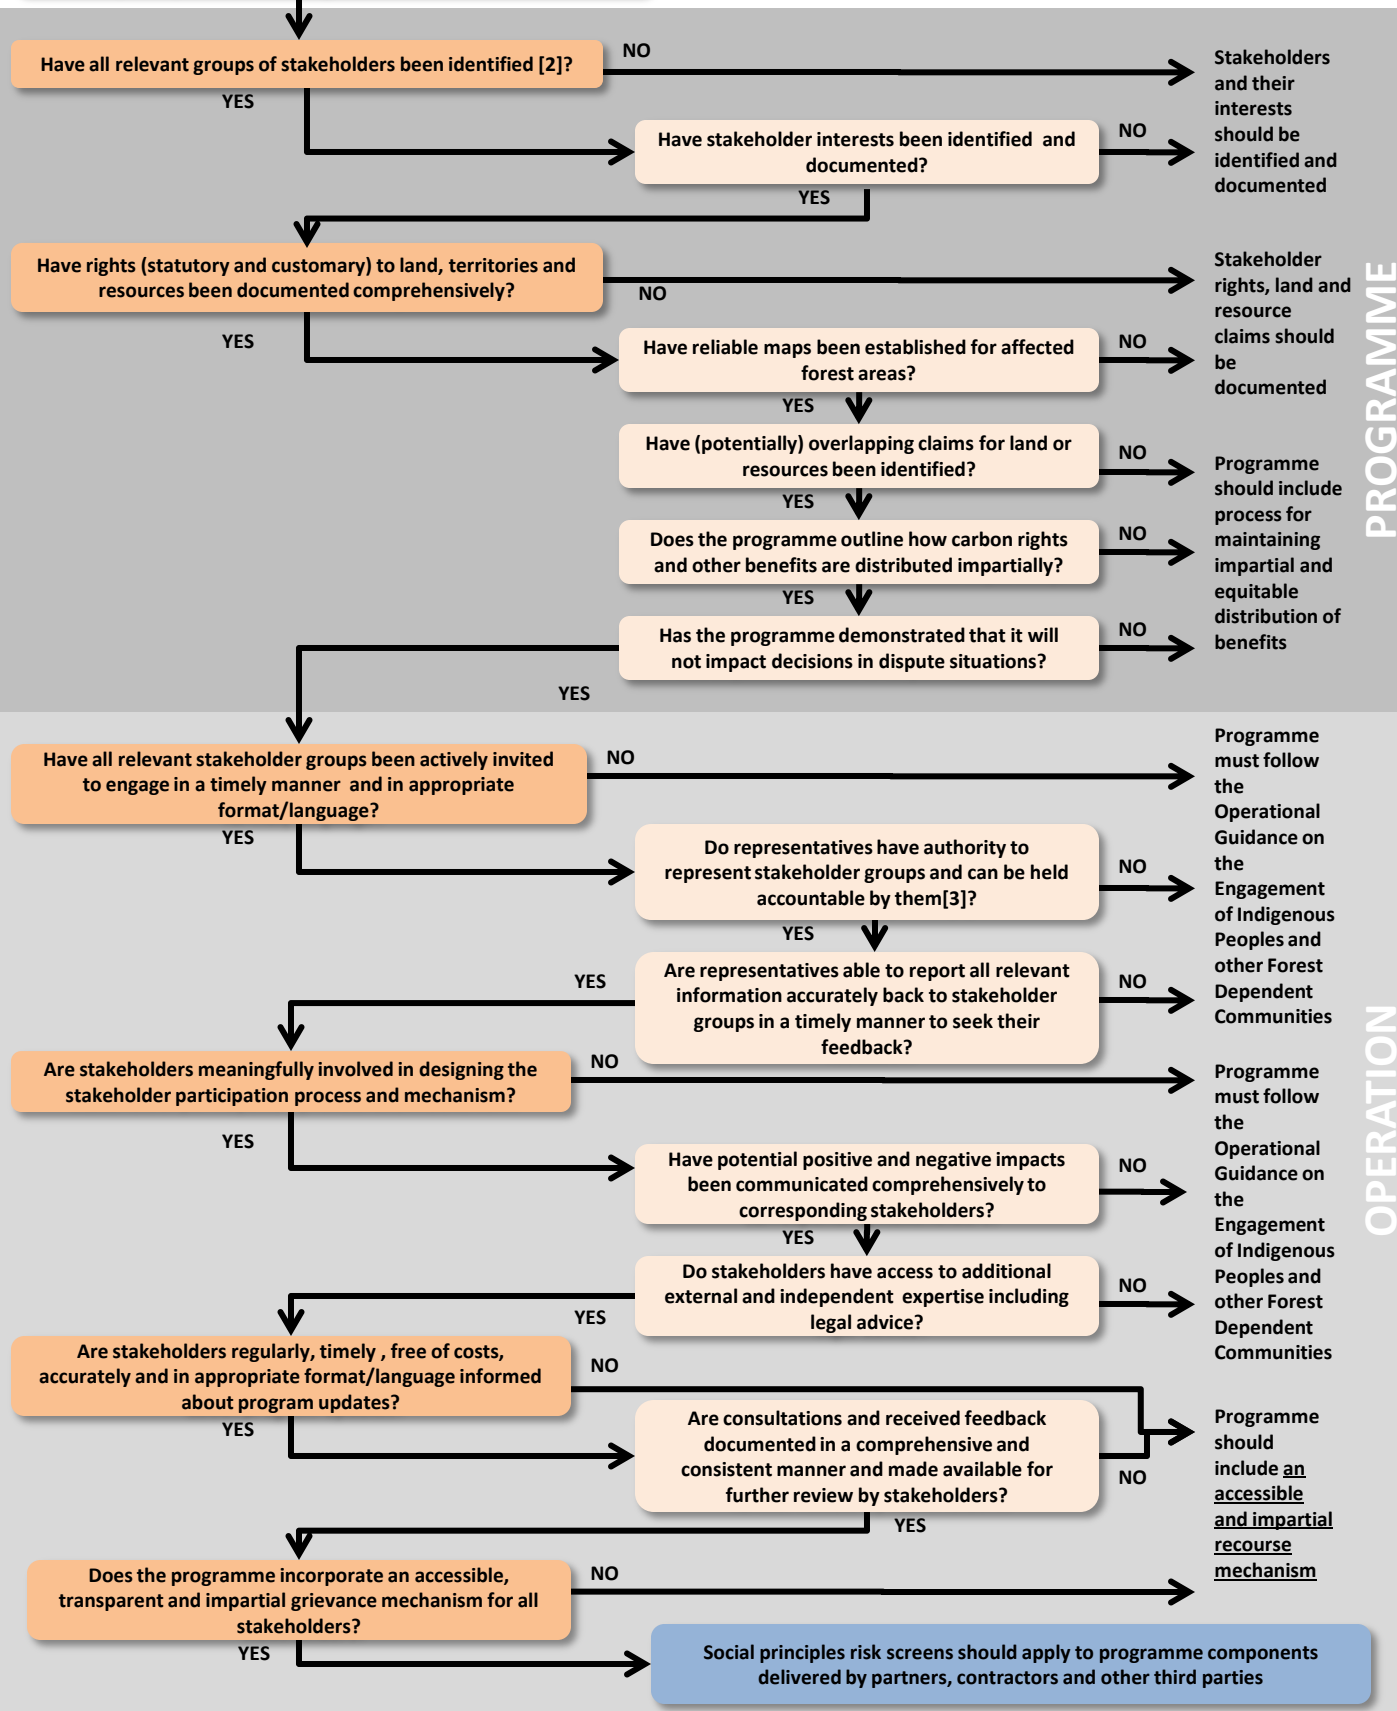 Have all relevant groups of stakeholders been identified [2]?
NO
YES
Stakeholders
and their
interests
should be
identified and
documented
Have stakeholder interests been identified and
documented?
NO
YES
Have rights (statutory and customary) to land, territories and
resources been documented comprehensively?
NO
YES
Stakeholder
rights, land and
resource
claims should
be
documented
Have reliable maps been established for affected
forest areas?
NO
YES
PROGRAMME
Have (potentially) overlapping claims for land or
resources been identified?
NO
YES
Programme
should include
process for
maintaining
impartial and
equitable
distribution of
benefits
Does the programme outline how carbon rights
and other benefits are distributed impartially?
NO
YES
Has the programme demonstrated that it will
not impact decisions in dispute situations?
NO
YES
Have all relevant stakeholder groups been actively invited
to engage in a timely manner and in appropriate
format/language?
NO
YES
Programme
must follow
the
Operational
Guidance on
the
Engagement
of Indigenous
Peoples and
other Forest
Dependent
Communities
Do representatives have authority to
represent stakeholder groups and can be held
accountable by them[3]?
NO
YES
Are representatives able to report all relevant
information accurately back to stakeholder
groups in a timely manner to seek their
feedback?
NO
YES
OPERATION
Are stakeholders meaningfully involved in designing the
stakeholder participation process and mechanism?
NO
YES
Programme
must follow
the
Operational
Guidance on
the
Engagement
of Indigenous
Peoples and
other Forest
Dependent
Communities
Have potential positive and negative impacts
been communicated comprehensively to
corresponding stakeholders?
NO
YES
Do stakeholders have access to additional
external and independent expertise including
legal advice?
NO
YES
Are stakeholders regularly, timely , free of costs,
accurately and in appropriate format/language informed
about program updates?
NO
YES
Are consultations and received feedback
documented in a comprehensive and
consistent manner and made available for
further review by stakeholders?
NO
YES
Programme
should
include an
accessible
and impartial
recourse
mechanism
Does the programme incorporate an accessible,
transparent and impartial grievance mechanism for all
stakeholders?
NO
YES
Social principles risk screens should apply to programme components
delivered by partners, contractors and other third parties